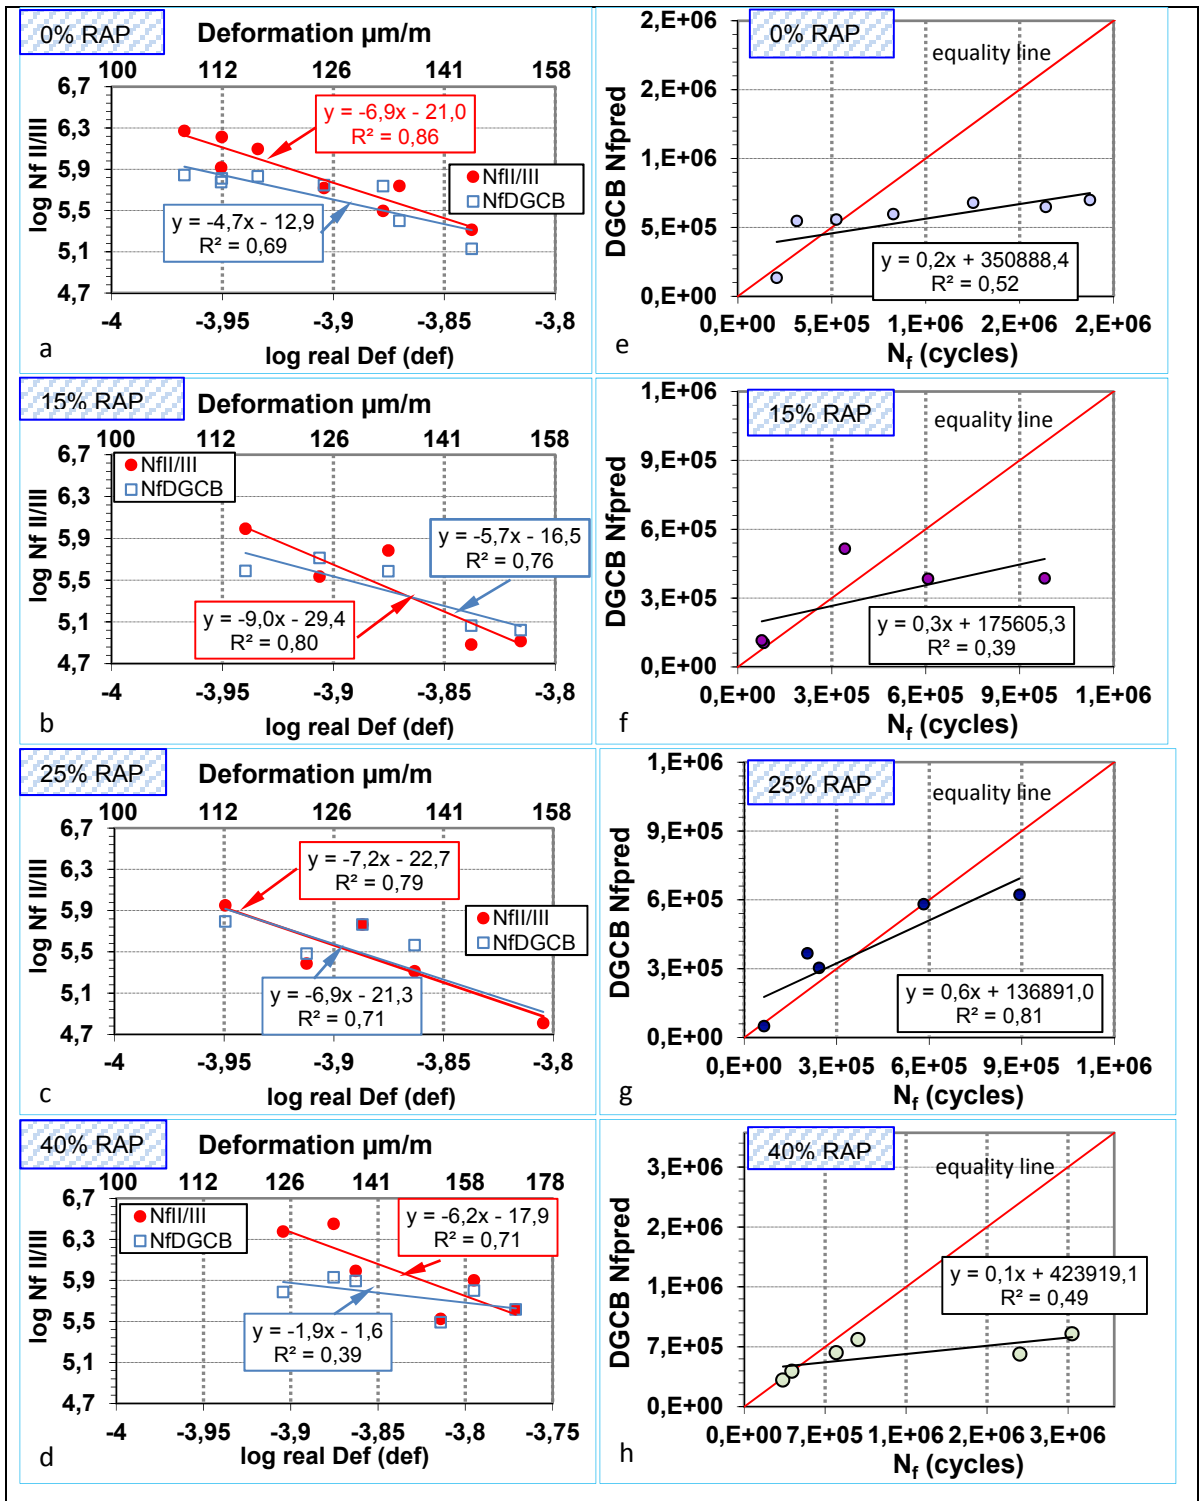 0% RAP
Deformation µm/m
100 112 126 141 158
log Nf II/III
6,7
6,3
5,9
5,5
5,1
4,7
y = -6,9x - 21,0
R² = 0,86
NfII/III
NfDGCB
y = -4,7x - 12,9
R² = 0,69
-4 -3,95 -3,9 -3,85 -3,8
a
log real Def (def)
0% RAP
equality line
DGCB Nfpred
2,E+06
2,E+06
1,E+06
5,E+05
0,E+00
y = 0,2x + 350888,4
R² = 0,52
0,E+00 5,E+05 1,E+06 2,E+06 2,E+06
e
Nf (cycles)
15% RAP
Deformation µm/m
100 112 126 141 158
log Nf II/III
6,7
6,3
5,9
5,5
5,1
4,7
NfII/III
NfDGCB
y = -5,7x - 16,5
R² = 0,76
y = -9,0x - 29,4
R² = 0,80
-4 -3,95 -3,9 -3,85 -3,8
b
log real Def (def)
15% RAP
equality line
DGCB Nfpred
1,E+06
9,E+05
6,E+05
3,E+05
0,E+00
y = 0,3x + 175605,3
R² = 0,39
0,E+00 3,E+05 6,E+05 9,E+05 1,E+06
f
Nf (cycles)
25% RAP
Deformation µm/m
100 112 126 141 158
log Nf II/III
6,7
6,3
5,9
5,5
5,1
4,7
y = -7,2x - 22,7
R² = 0,79
NfII/III
NfDGCB
y = -6,9x - 21,3
R² = 0,71
-4 -3,95 -3,9 -3,85 -3,8
c
log real Def (def)
25% RAP
equality line
DGCB Nfpred
1,E+06
9,E+05
6,E+05
3,E+05
0,E+00
y = 0,6x + 136891,0
R² = 0,81
0,E+00 3,E+05 6,E+05 9,E+05 1,E+06
g
Nf (cycles)
40% RAP
Deformation µm/m
100 112 126 141 158 178
log Nf II/III
6,7
6,3
5,9
5,5
5,1
4,7
NfII/III
NfDGCB
y = -6,2x - 17,9
R² = 0,71
y = -1,9x - 1,6
R² = 0,39
-4 -3,95 -3,9 -3,85 -3,8 -3,75
d
log real Def (def)
40% RAP
equality line
DGCB Nfpred
3,E+06
2,E+06
1,E+06
7,E+05
0,E+00
y = 0,1x + 423919,1
R² = 0,49
0,E+00 7,E+05 1,E+06 2,E+06 3,E+06
h
Nf (cycles)